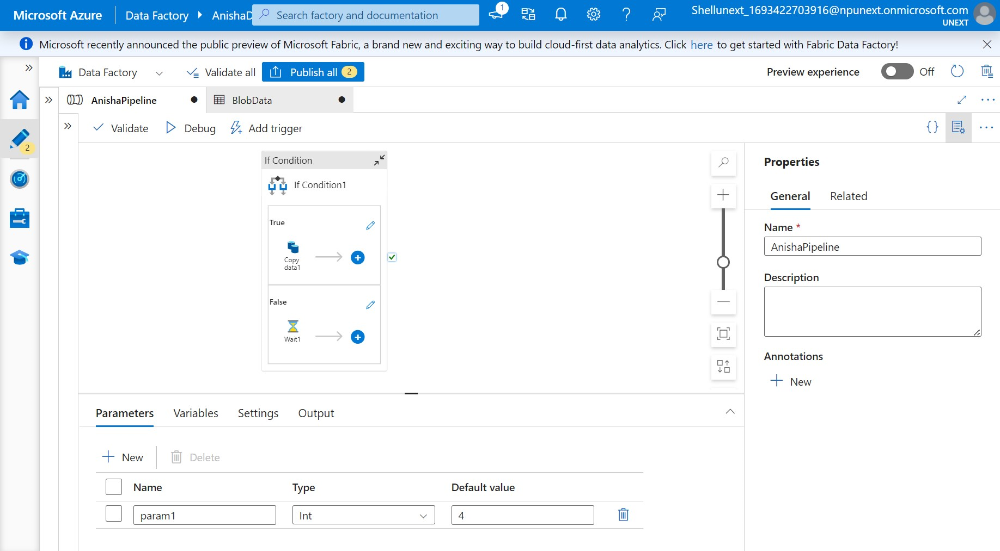 Microsoft Azure
Data Factory
AnishaD
Search factory and documentation
1
Shellunext_1693422703916@npunext.onmicrosoft.com
UNEXT
Microsoft recently announced the public preview of Microsoft Fabric, a brand new and exciting way to build cloud-first data analytics. Click here to get started with Fabric Data Factory!
Data Factory
Validate all
Publish all 2
Preview experience
Off
AnishaPipeline
BlobData
Validate
Debug
Add trigger
2
If Condition
If Condition1
True
Copy
data1
False
Wait1
Properties
General
Related
Name *
AnishaPipeline
Description
Annotations
New
Parameters
Variables
Settings
Output
New
Delete
Name
Type
Default value
param1
Int
4